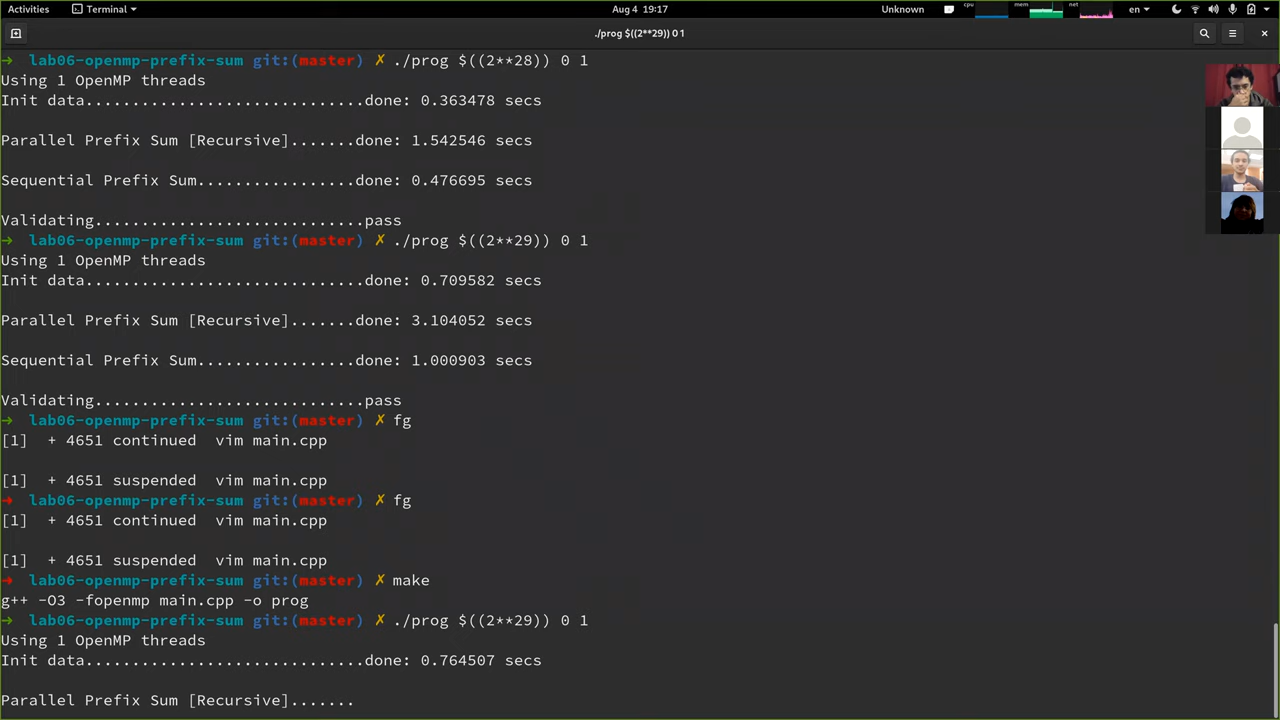 Activities Terminal Aug 4 19:17 Unknown cpu mem net en
./prog $((2**29)) 0 1
➜ lab06-openmp-prefix-sum git:(master) ✗ ./prog $((2**28)) 0 1
Using 1 OpenMP threads
Init data..............................done: 0.363478 secs
Parallel Prefix Sum [Recursive].......done: 1.542546 secs
Sequential Prefix Sum.................done: 0.476695 secs
Validating.............................pass
➜ lab06-openmp-prefix-sum git:(master) ✗ ./prog $((2**29)) 0 1
Using 1 OpenMP threads
Init data..............................done: 0.709582 secs
Parallel Prefix Sum [Recursive].......done: 3.104052 secs
Sequential Prefix Sum.................done: 1.000903 secs
Validating.............................pass
➜ lab06-openmp-prefix-sum git:(master) ✗ fg
[1] + 4651 continued vim main.cpp
[1] + 4651 suspended vim main.cpp
➜ lab06-openmp-prefix-sum git:(master) ✗ fg
[1] + 4651 continued vim main.cpp
[1] + 4651 suspended vim main.cpp
➜ lab06-openmp-prefix-sum git:(master) ✗ make
g++ -O3 -fopenmp main.cpp -o prog
➜ lab06-openmp-prefix-sum git:(master) ✗ ./prog $((2**29)) 0 1
Using 1 OpenMP threads
Init data..............................done: 0.764507 secs
Parallel Prefix Sum [Recursive].......